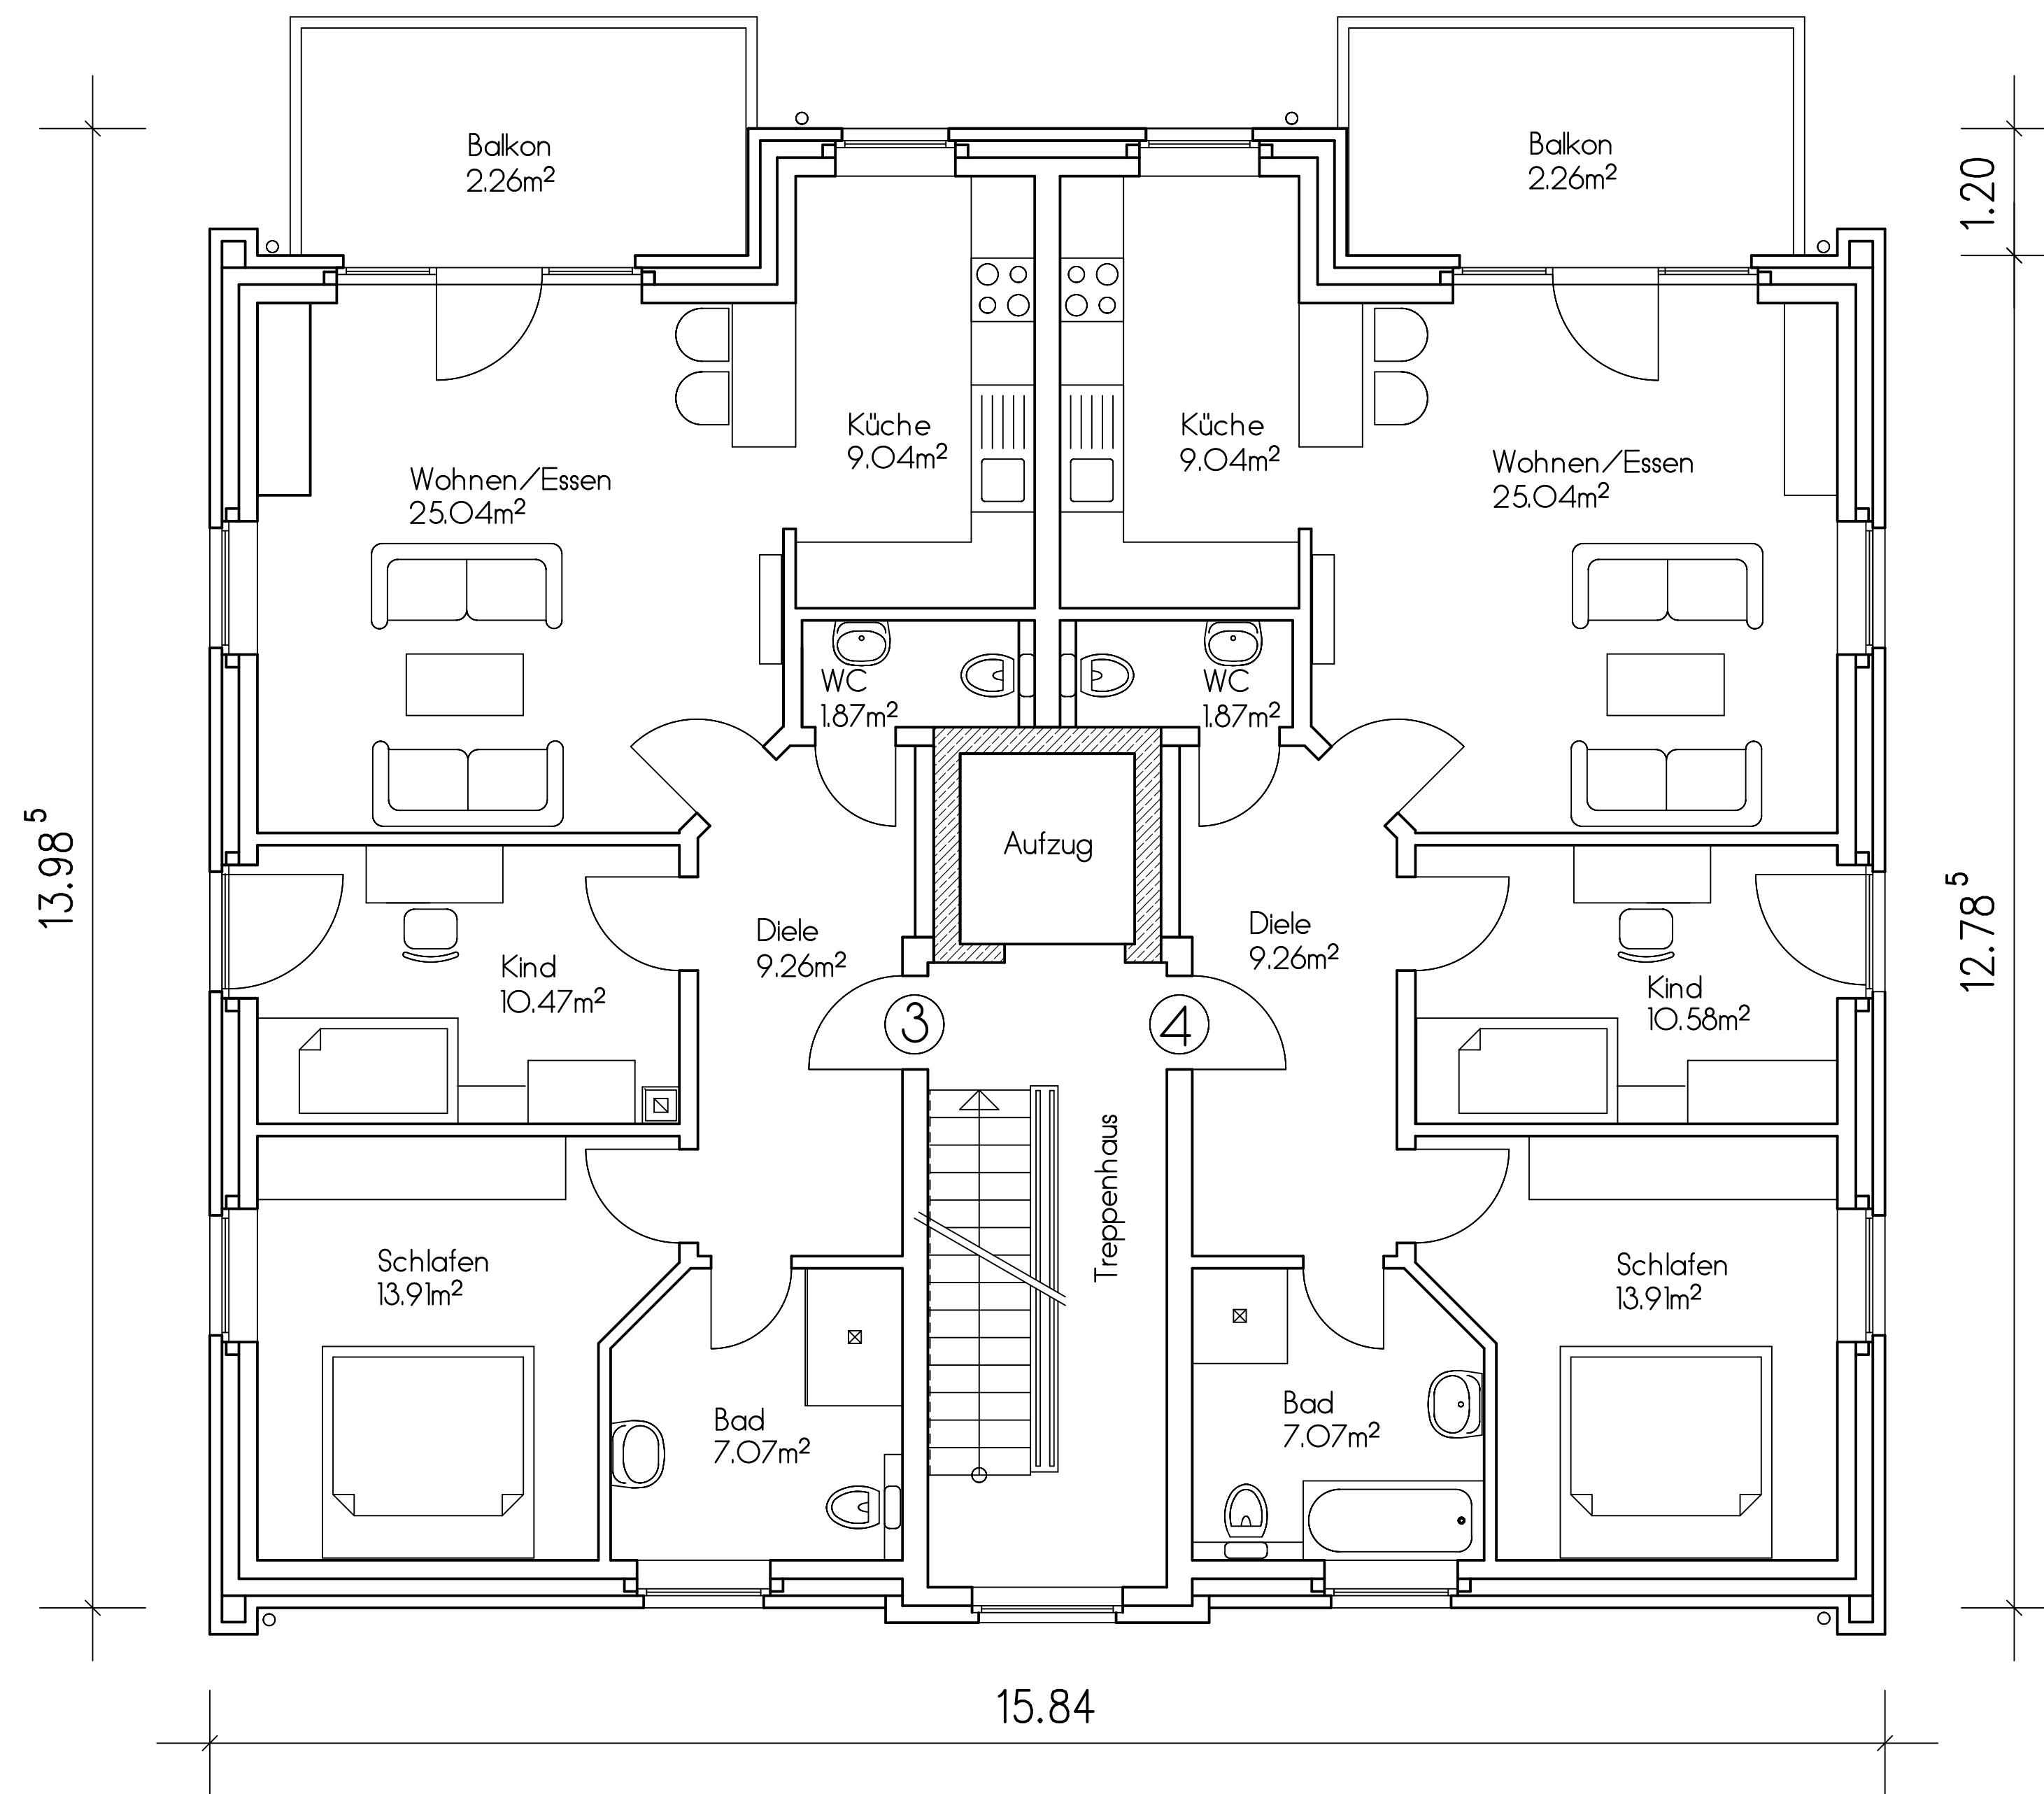 Balkon
2.26m²
Balkon
2.26m²
1.20
Küche
9.04m²
Küche
9.04m²
Wohnen/Essen
25.04m²
Wohnen/Essen
25.04m²
WC
1.87m²
WC
1.87m²
Aufzug
13.98⁵
12.78⁵
Diele
9.26m²
Diele
9.26m²
Kind
10.47m²
Kind
10.58m²
3
4
Treppenhaus
Schlafen
13.91m²
Schlafen
13.91m²
Bad
7.07m²
Bad
7.07m²
15.84